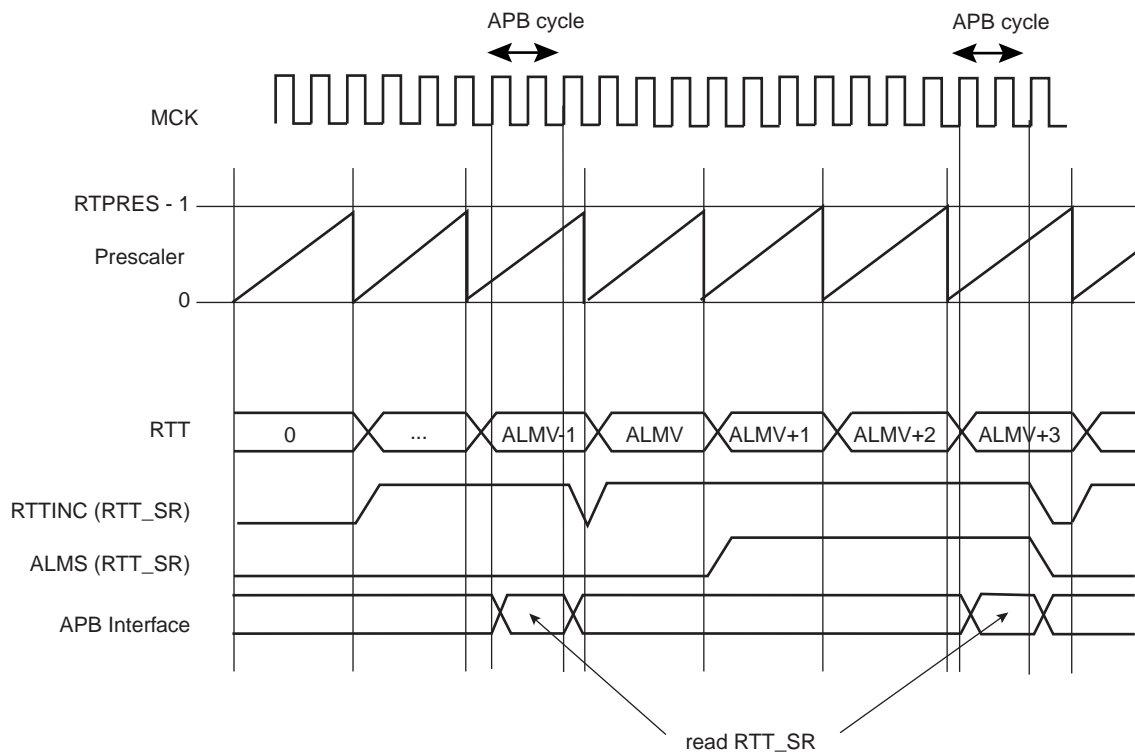 APB cycle
APB cycle
MCK
RTPRES - 1
Prescaler
0
RTT
0
...
ALMV-1
ALMV
ALMV+1
ALMV+2
ALMV+3
RTTINC (RTT_SR)
ALMS (RTT_SR)
APB Interface
read RTT_SR